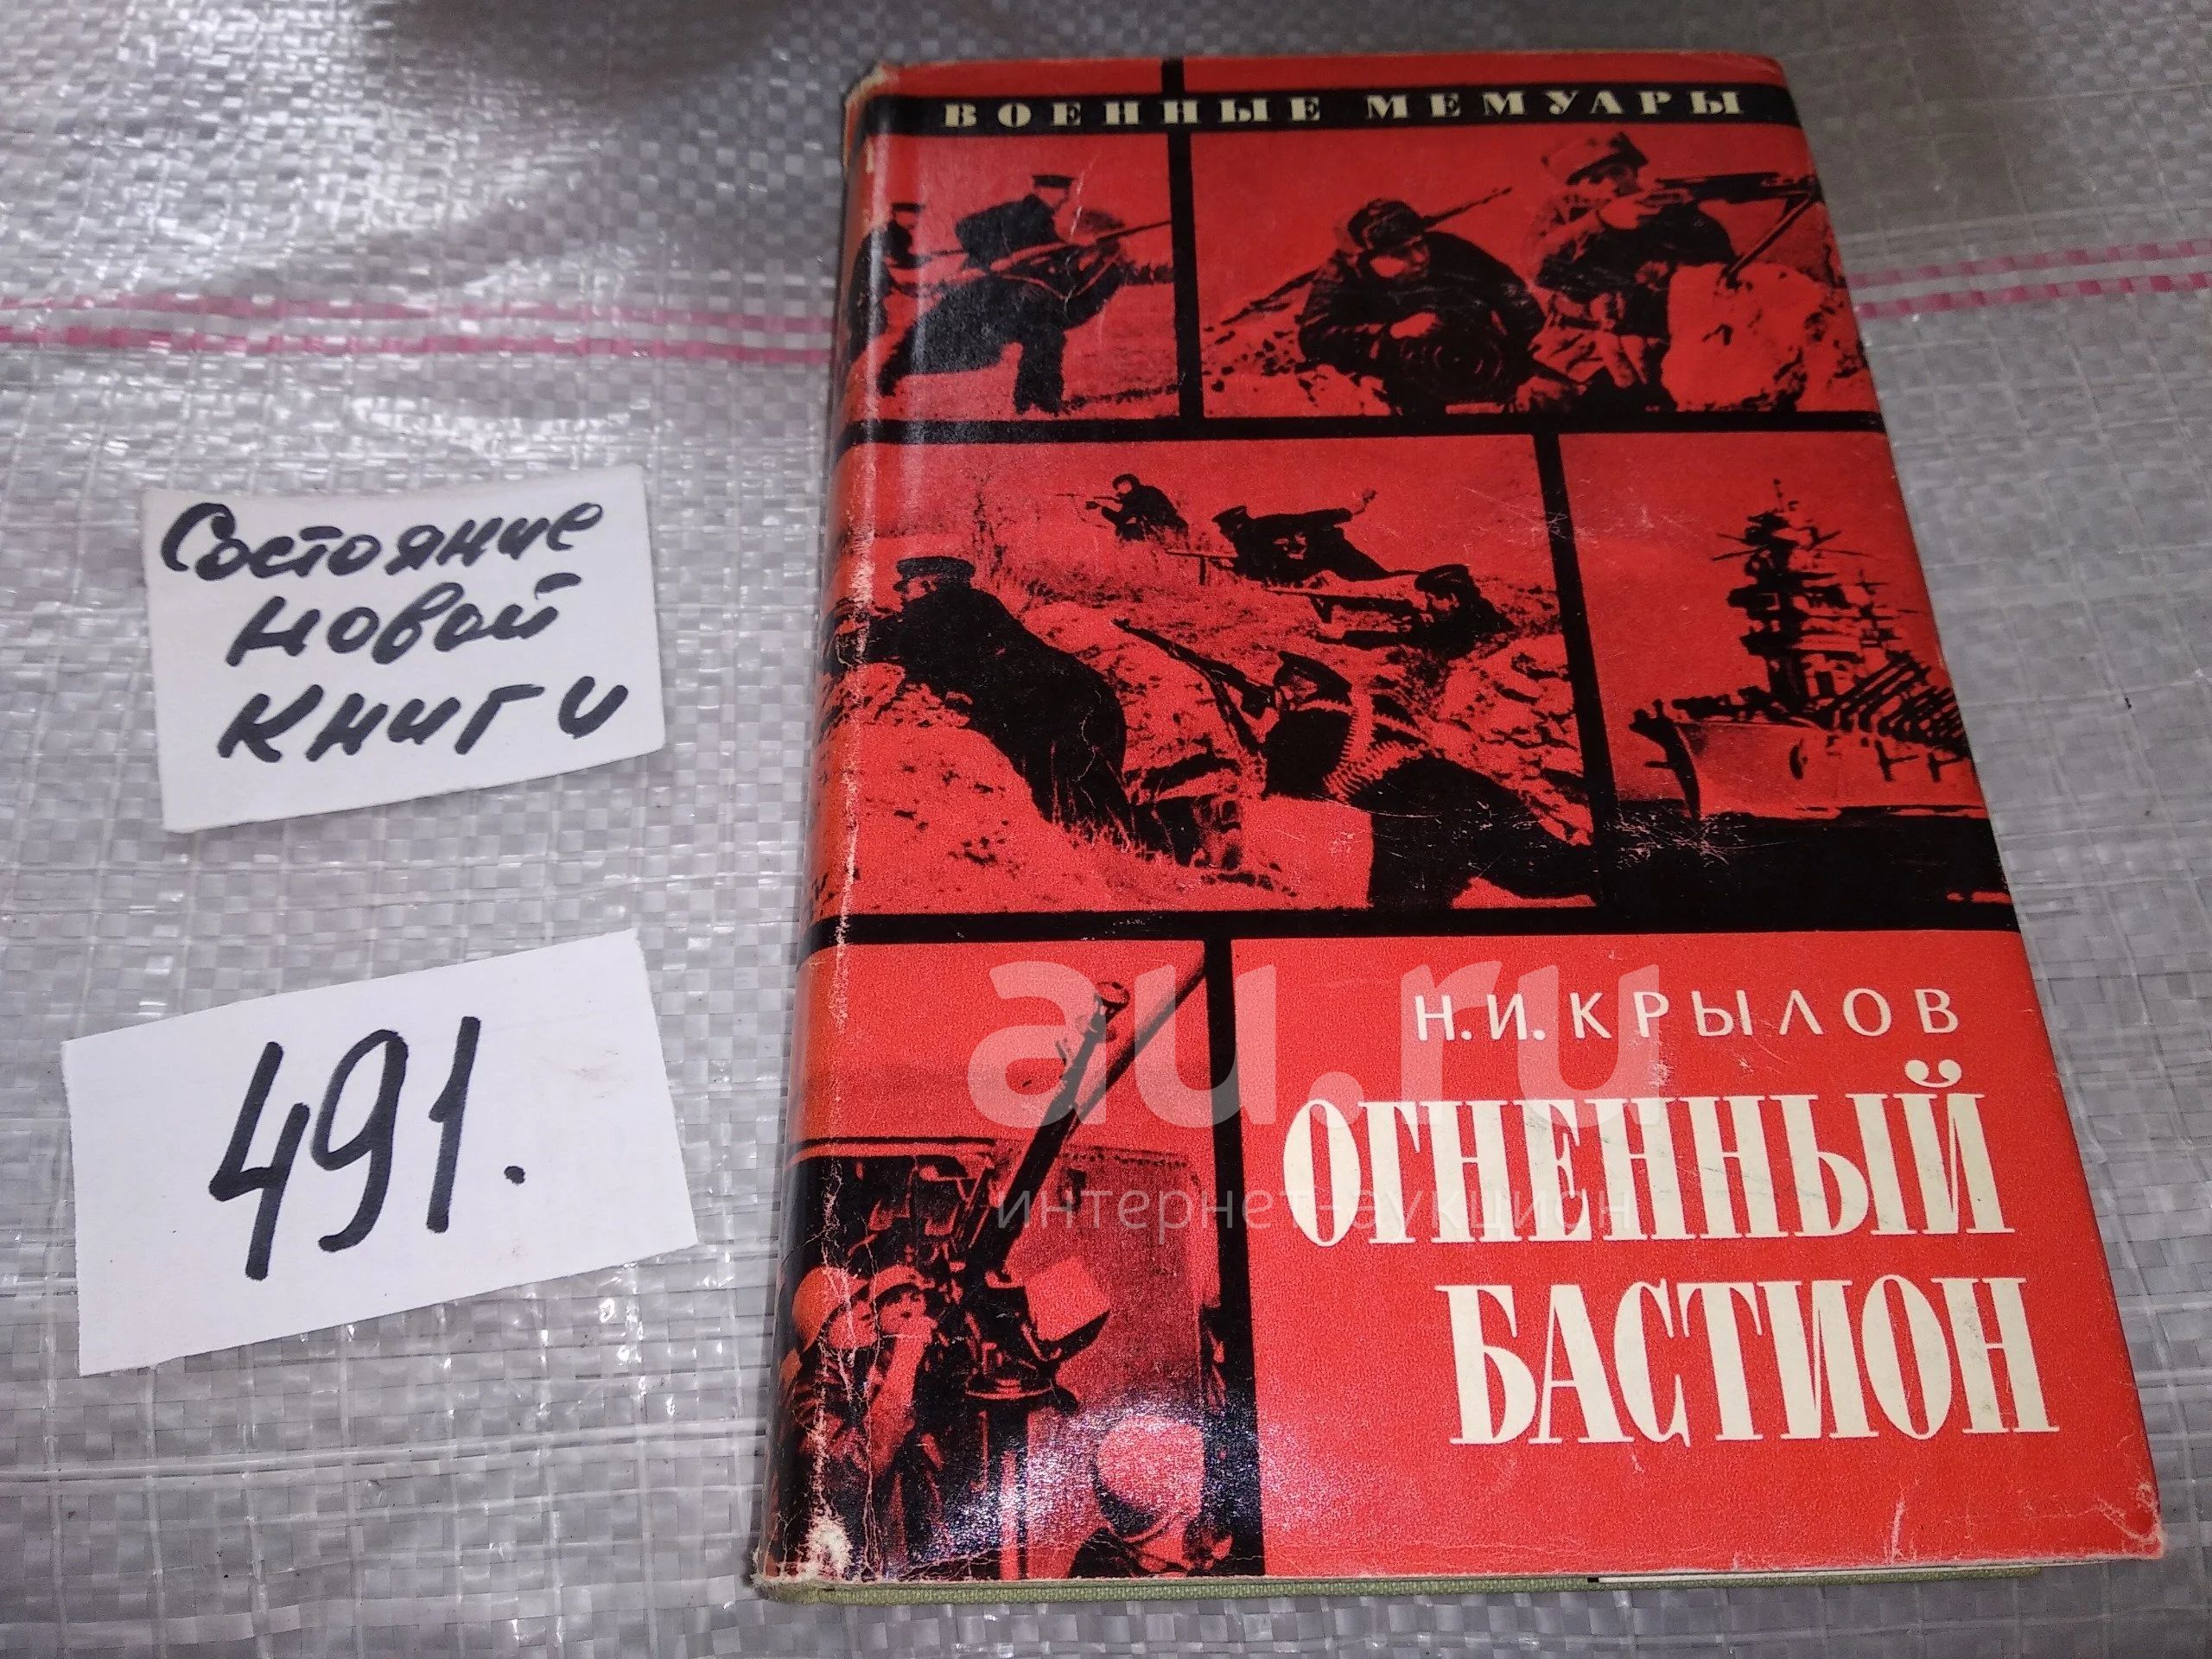 ВОЕННЫЕ МЕМУАРЫ
Состояние
новой
книги
491.
au.ru
интернет-аукцион
Н.И.КРЫЛОВ
ОГНЕННЫЙ
БАСТИОН